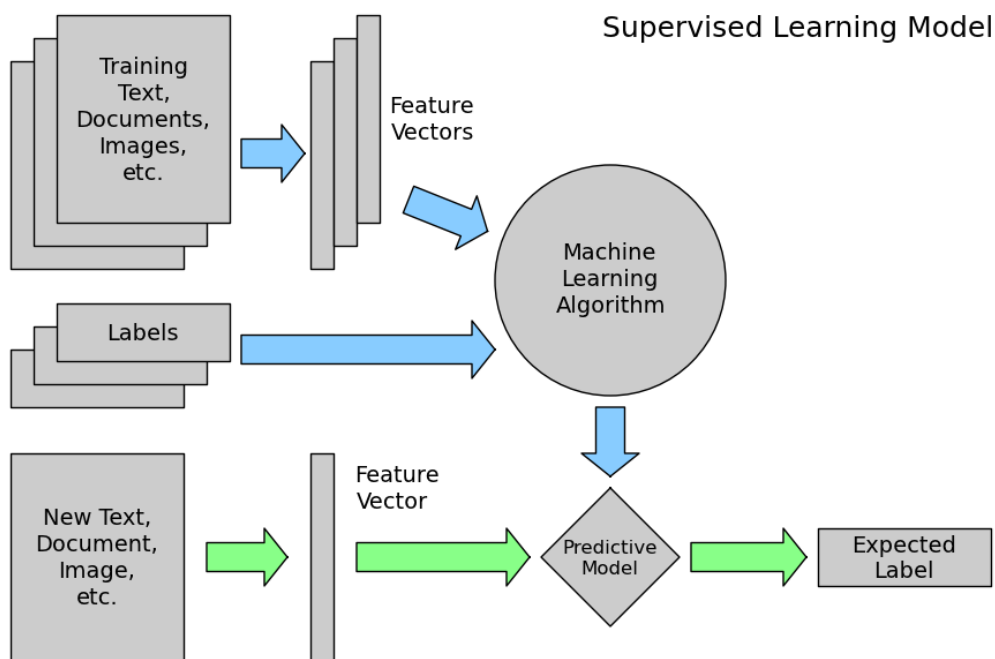 Supervised Learning Model
Training
Text,
Documents,
Images,
etc.
Feature
Vectors
Machine
Learning
Algorithm
Labels
New Text,
Document,
Image,
etc.
Feature
Vector
Predictive
Model
Expected
Label